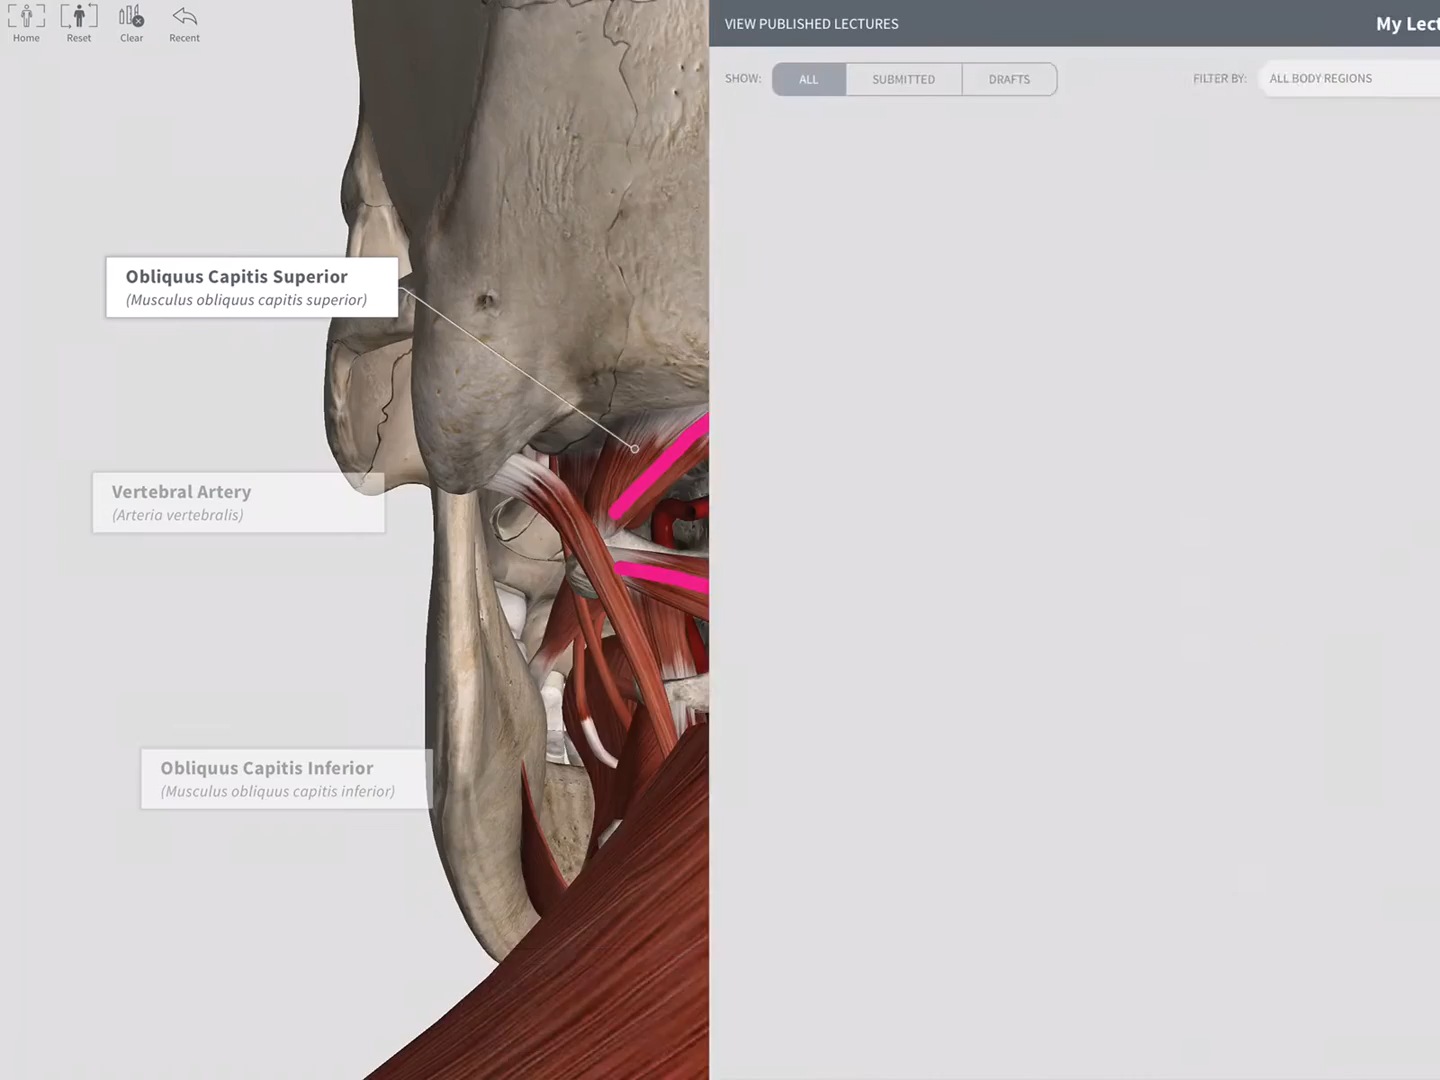 Home
Reset
Clear
Recent
VIEW PUBLISHED LECTURES
My Lect
SHOW:
ALL
SUBMITTED
DRAFTS
FILTER BY:
ALL BODY REGIONS
Obliquus Capitis Superior
(Musculus obliquus capitis superior)
Vertebral Artery
(Arteria vertebralis)
Obliquus Capitis Inferior
(Musculus obliquus capitis inferior)